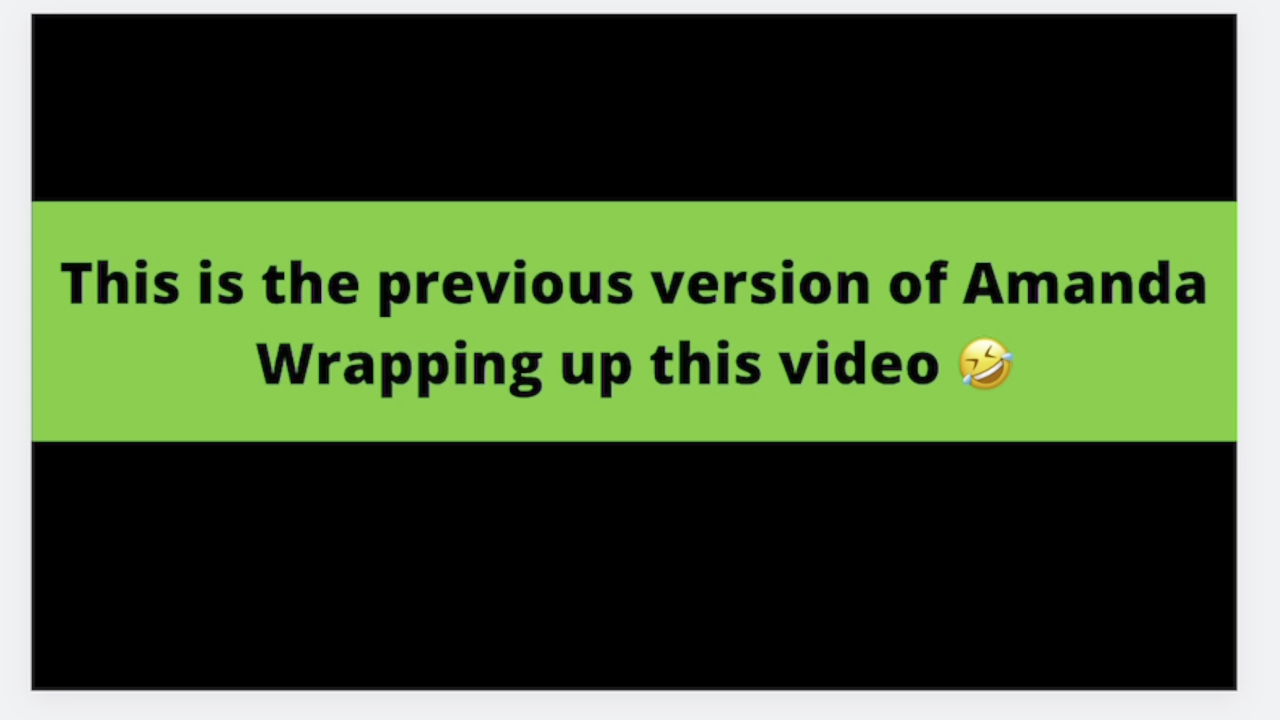 This is the previous version of Amanda
Wrapping up this video 🤣